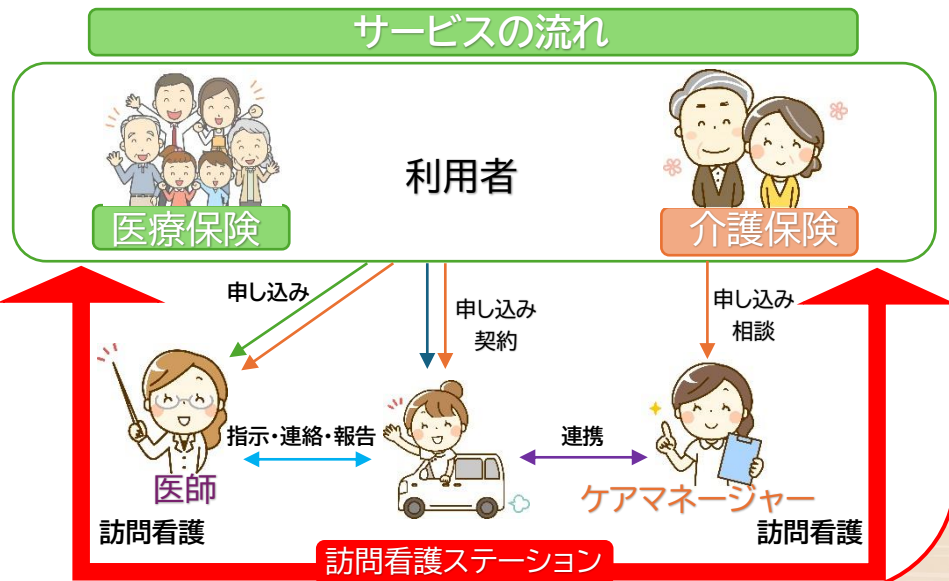 サービスの流れ
利用者
医療保険
介護保険
申し込み
申し込み
契約
申し込み
相談
指示・連絡・報告
連携
医師
ケアマネージャー
訪問看護
訪問看護
訪問看護ステーション